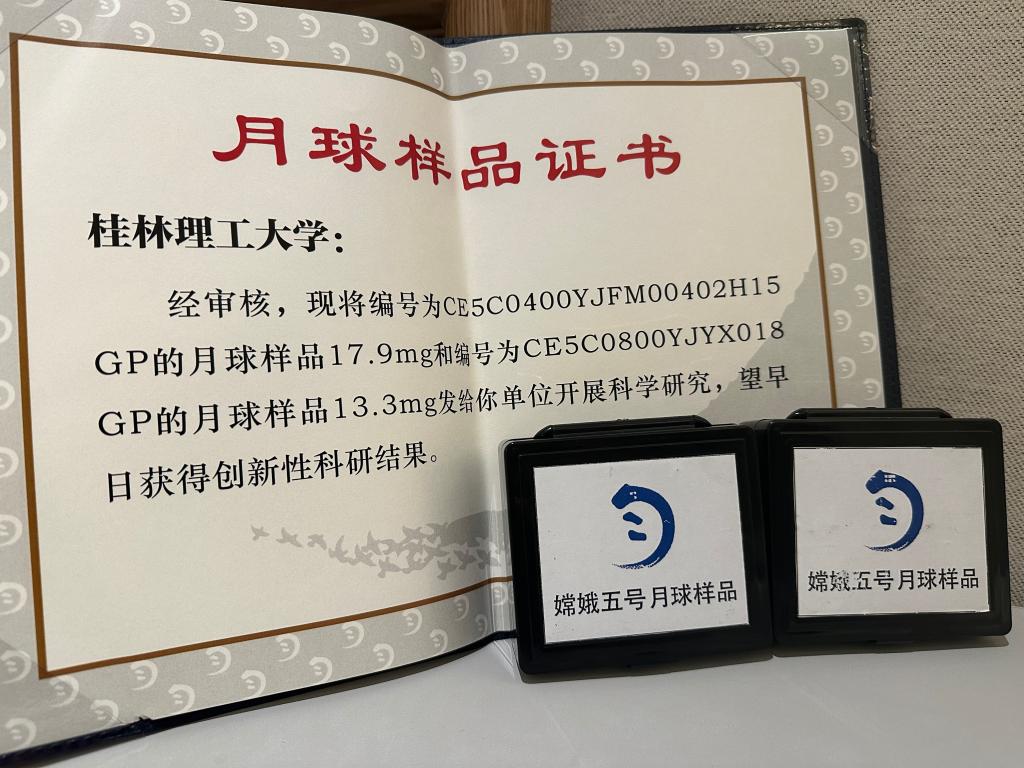 月球样品证书
桂林理工大学：
经审核，现将编号为CE5C0400YJFM00402H15
GP的月球样品17.9mg和编号为CE5C0800YJYX018
GP的月球样品13.3mg发给你单位开展科学研究，望早
日获得创新性科研结果。
嫦娥五号月球样品
嫦娥五号月球样品